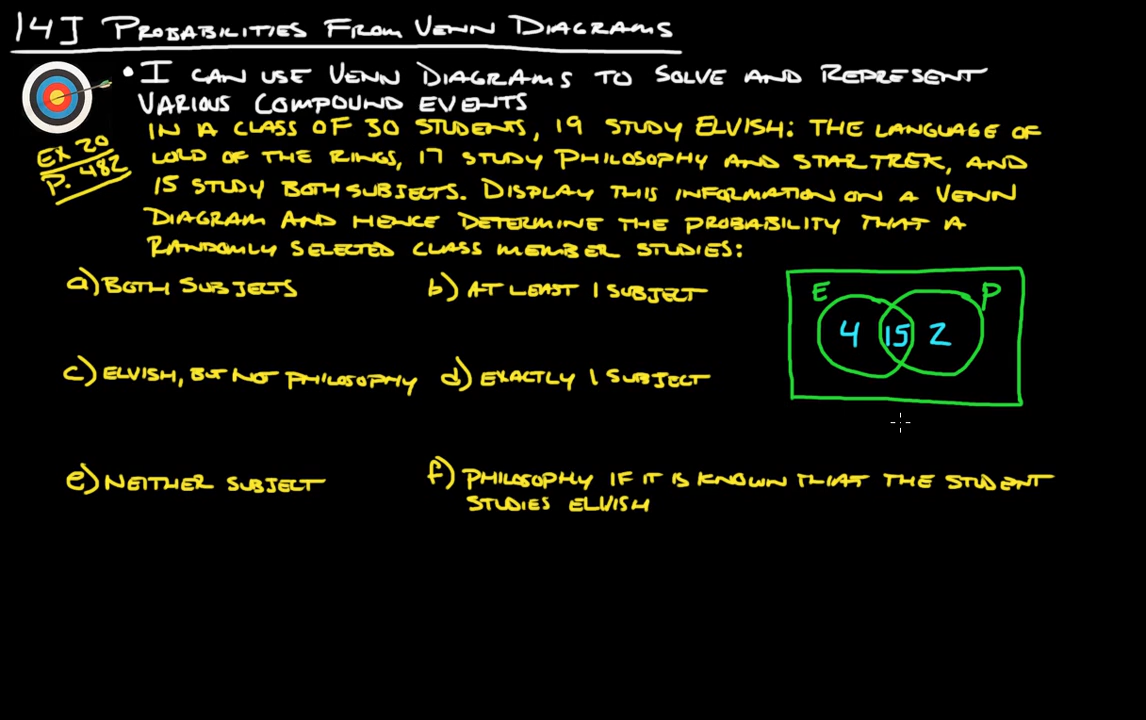 14J PROBABILITIES FROM VENN DIAGRAMS
• I CAN USE VENN DIAGRAMS TO SOLVE AND REPRESENT
VARIOUS COMPOUND EVENTS
EX 20
P. 482
IN A CLASS OF 30 STUDENTS, 19 STUDY ELVISH: THE LANGUAGE OF
LORD OF THE RINGS, 17 STUDY PHILOSOPHY AND STAR TREK, AND
15 STUDY BOTH SUBJECTS. DISPLAY THIS INFORMATION ON A VENN
DIAGRAM AND HENCE DETERMINE THE PROBABILITY THAT A
RANDOMLY SELECTED CLASS MEMBER STUDIES:
a) BOTH SUBJECTS
b) AT LEAST 1 SUBJECT
E P
4 15 2
c) ELVISH, BUT NOT PHILOSOPHY
d) EXACTLY 1 SUBJECT
e) NEITHER SUBJECT
f) PHILOSOPHY IF IT IS KNOWN THAT THE STUDENT
STUDIES ELVISH